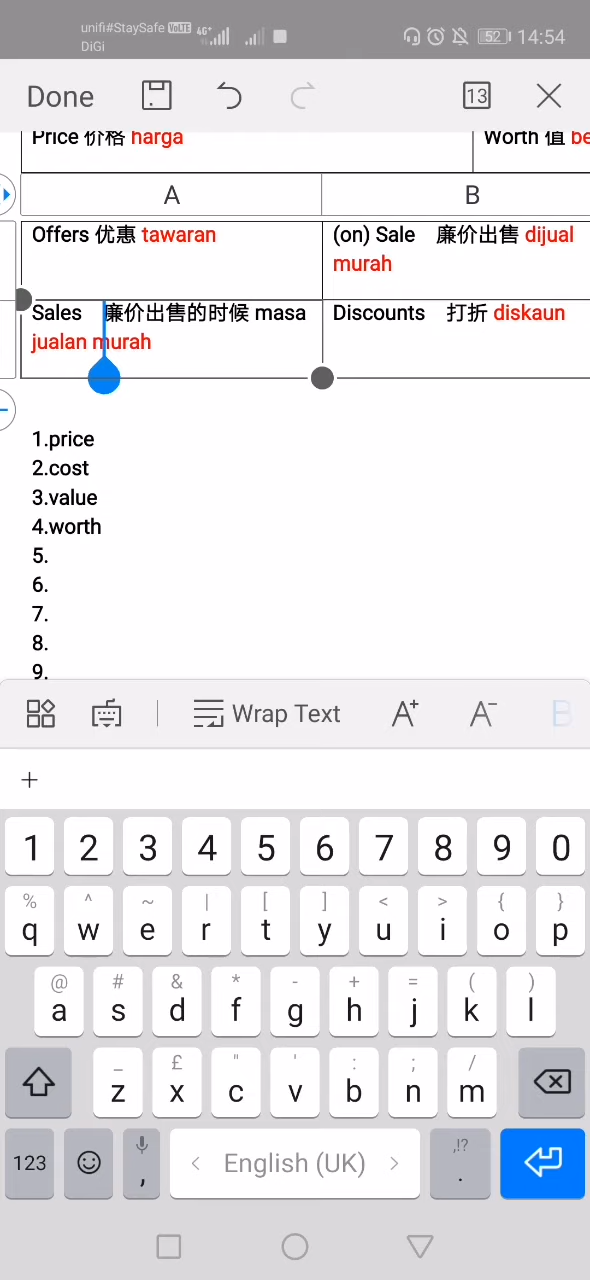 unifi#StaySafe VoLTE 4G+ 52 14:54
DiGi
Done 13
Price 价格 harga Worth 值 be
A B
Offers 优惠 tawaran (on) Sale 廉价出售 dijual
murah
Sales 廉价出售的时候 masa Discounts 打折 diskaun
jualan murah
1.price
2.cost
3.value
4.worth
5.
6.
7.
8.
9.
Wrap Text A+ A- B
+
1 2 3 4 5 6 7 8 9 0
% ^ ~ | [ ] < > { }
q w e r t y u i o p
@ # & * - + = ( )
a s d f g h j k l
_ £ " ' : ; /
z x c v b n m
,!?
123 , < English (UK) > .